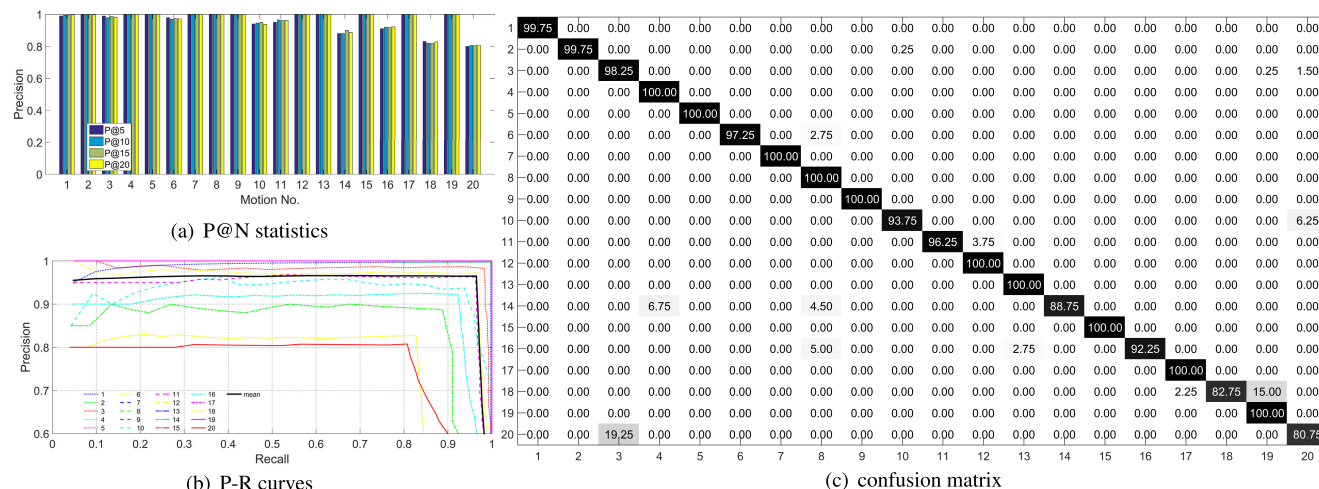 1
0.8
0.6
0.4
0.2
0
Precision
P@5
P@10
P@15
P@20
1 2 3 4 5 6 7 8 9 10 11 12 13 14 15 16 17 18 19 20
Motion No.
(a) P@N statistics
1
0.9
0.8
0.7
0.6
Precision
1 6 11 16 mean
2 7 12 17
3 8 13 18
4 9 14 19
5 10 15 20
0 0.1 0.2 0.3 0.4 0.5 0.6 0.7 0.8 0.9 1
Recall
(b) P-R curves
1 99.75 0.00 0.00 0.00 0.00 0.00 0.00 0.00 0.00 0.00 0.00 0.00 0.00 0.00 0.00 0.00 0.00 0.00 0.00 0.00
2 0.00 99.75 0.00 0.00 0.00 0.00 0.00 0.00 0.00 0.25 0.00 0.00 0.00 0.00 0.00 0.00 0.00 0.00 0.00 0.00
3 0.00 0.00 98.25 0.00 0.00 0.00 0.00 0.00 0.00 0.00 0.00 0.00 0.00 0.00 0.00 0.00 0.00 0.00 0.25 1.50
4 0.00 0.00 0.00 100.00 0.00 0.00 0.00 0.00 0.00 0.00 0.00 0.00 0.00 0.00 0.00 0.00 0.00 0.00 0.00 0.00
5 0.00 0.00 0.00 0.00 100.00 0.00 0.00 0.00 0.00 0.00 0.00 0.00 0.00 0.00 0.00 0.00 0.00 0.00 0.00 0.00
6 0.00 0.00 0.00 0.00 0.00 97.25 0.00 2.75 0.00 0.00 0.00 0.00 0.00 0.00 0.00 0.00 0.00 0.00 0.00 0.00
7 0.00 0.00 0.00 0.00 0.00 0.00 100.00 0.00 0.00 0.00 0.00 0.00 0.00 0.00 0.00 0.00 0.00 0.00 0.00 0.00
8 0.00 0.00 0.00 0.00 0.00 0.00 0.00 100.00 0.00 0.00 0.00 0.00 0.00 0.00 0.00 0.00 0.00 0.00 0.00 0.00
9 0.00 0.00 0.00 0.00 0.00 0.00 0.00 0.00 100.00 0.00 0.00 0.00 0.00 0.00 0.00 0.00 0.00 0.00 0.00 0.00
10 0.00 0.00 0.00 0.00 0.00 0.00 0.00 0.00 0.00 93.75 0.00 0.00 0.00 0.00 0.00 0.00 0.00 0.00 0.00 6.25
11 0.00 0.00 0.00 0.00 0.00 0.00 0.00 0.00 0.00 0.00 96.25 3.75 0.00 0.00 0.00 0.00 0.00 0.00 0.00 0.00
12 0.00 0.00 0.00 0.00 0.00 0.00 0.00 0.00 0.00 0.00 0.00 100.00 0.00 0.00 0.00 0.00 0.00 0.00 0.00 0.00
13 0.00 0.00 0.00 0.00 0.00 0.00 0.00 0.00 0.00 0.00 0.00 0.00 100.00 0.00 0.00 0.00 0.00 0.00 0.00 0.00
14 0.00 0.00 0.00 6.75 0.00 0.00 0.00 4.50 0.00 0.00 0.00 0.00 0.00 88.75 0.00 0.00 0.00 0.00 0.00 0.00
15 0.00 0.00 0.00 0.00 0.00 0.00 0.00 0.00 0.00 0.00 0.00 0.00 0.00 0.00 100.00 0.00 0.00 0.00 0.00 0.00
16 0.00 0.00 0.00 0.00 0.00 0.00 0.00 5.00 0.00 0.00 0.00 0.00 2.75 0.00 0.00 92.25 0.00 0.00 0.00 0.00
17 0.00 0.00 0.00 0.00 0.00 0.00 0.00 0.00 0.00 0.00 0.00 0.00 0.00 0.00 0.00 0.00 100.00 0.00 0.00 0.00
18 0.00 0.00 0.00 0.00 0.00 0.00 0.00 0.00 0.00 0.00 0.00 0.00 0.00 0.00 0.00 0.00 2.25 82.75 15.00 0.00
19 0.00 0.00 0.00 0.00 0.00 0.00 0.00 0.00 0.00 0.00 0.00 0.00 0.00 0.00 0.00 0.00 0.00 0.00 100.00 0.00
20 0.00 0.00 19.25 0.00 0.00 0.00 0.00 0.00 0.00 0.00 0.00 0.00 0.00 0.00 0.00 0.00 0.00 0.00 0.00 80.75
1 2 3 4 5 6 7 8 9 10 11 12 13 14 15 16 17 18 19 20
(c) confusion matrix